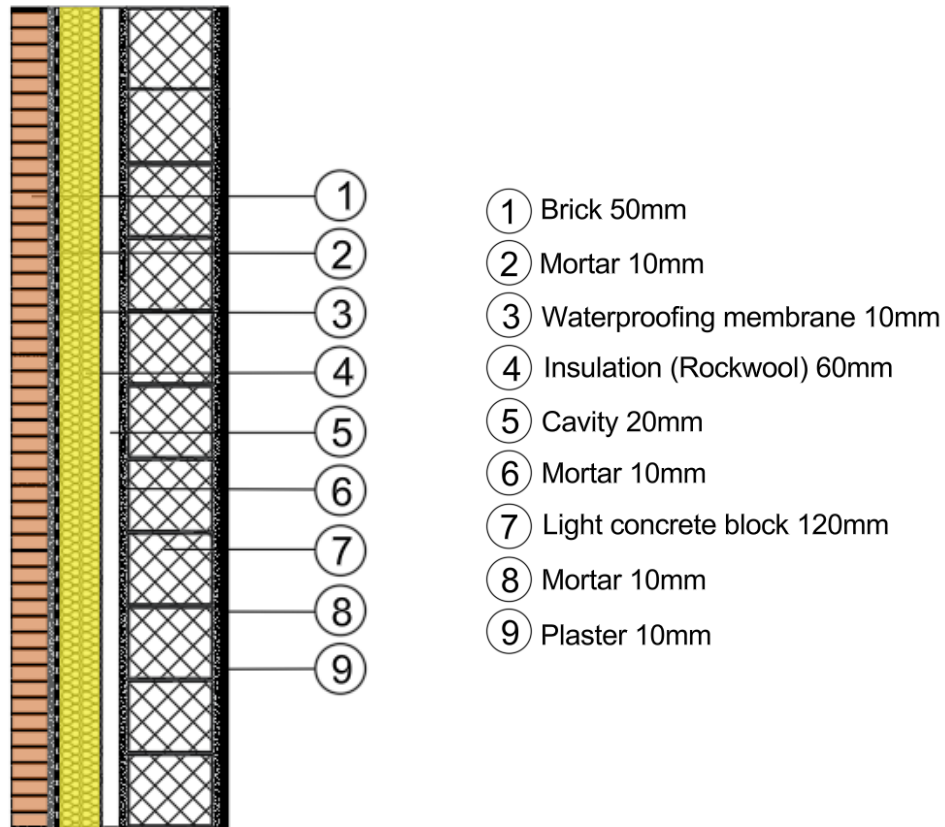 1
2
3
4
5
6
7
8
9
1 Brick 50mm
2 Mortar 10mm
3 Waterproofing membrane 10mm
4 Insulation (Rockwool) 60mm
5 Cavity 20mm
6 Mortar 10mm
7 Light concrete block 120mm
8 Mortar 10mm
9 Plaster 10mm